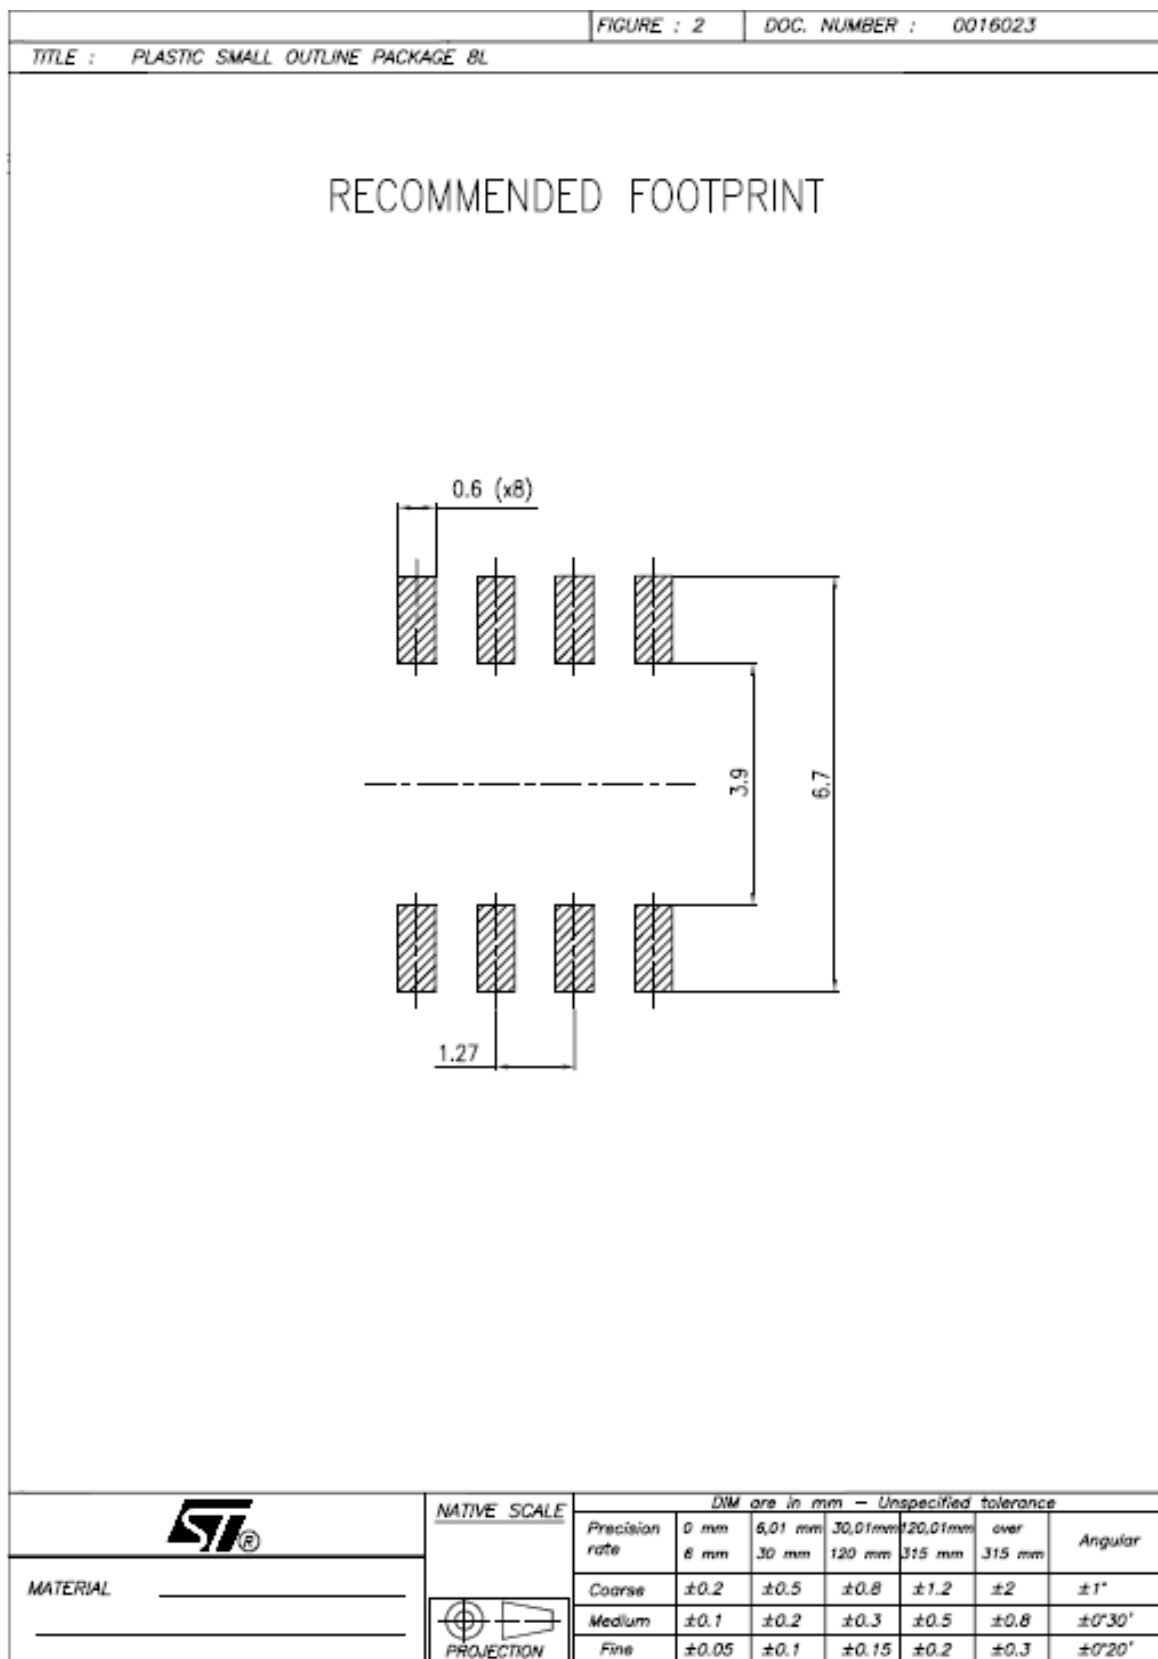 FIGURE : 2 DOC. NUMBER : 0016023
TITLE : PLASTIC SMALL OUTLINE PACKAGE 8L
RECOMMENDED FOOTPRINT
0.6 (x8)
3.9
6.7
1.27
ST®
NATIVE SCALE
DIM are in mm – Unspecified tolerance
Precision rate 0 mm 6 mm 6,01 mm 30 mm 30,01mm 120 mm 120,01mm 315 mm over 315 mm Angular
MATERIAL
Coarse ±0.2 ±0.5 ±0.8 ±1.2 ±2 ±1°
Medium ±0.1 ±0.2 ±0.3 ±0.5 ±0.8 ±0°30'
PROJECTION
Fine ±0.05 ±0.1 ±0.15 ±0.2 ±0.3 ±0°20'